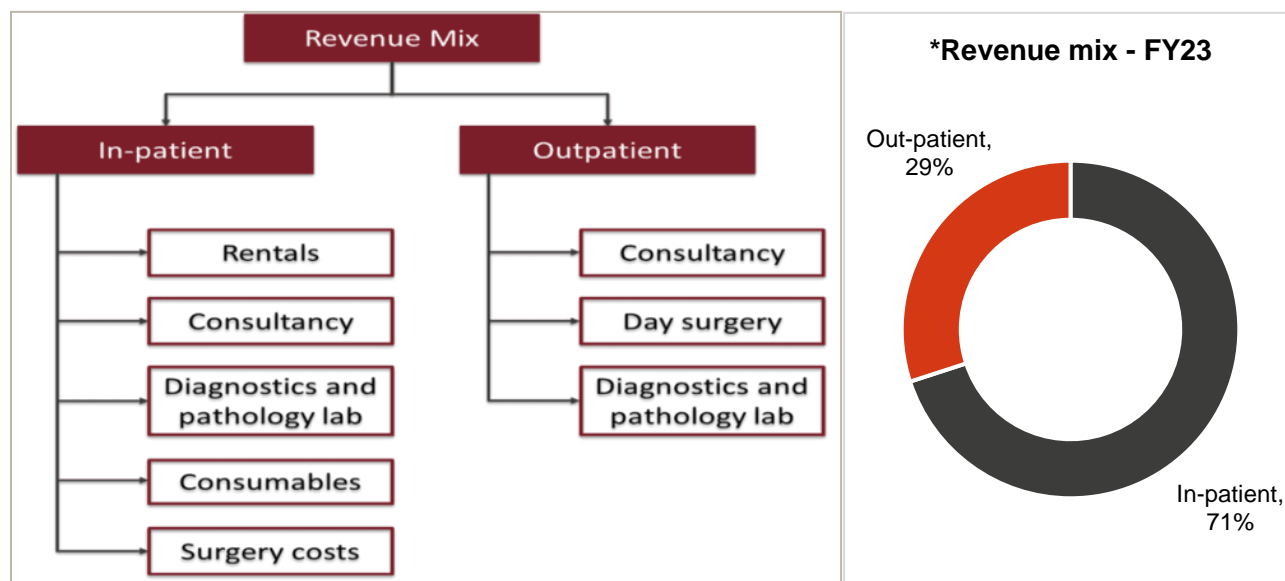 Revenue Mix
In-patient
Outpatient
Rentals
Consultancy
Diagnostics and
pathology lab
Consumables
Surgery costs
Consultancy
Day surgery
Diagnostics and
pathology lab
*Revenue mix - FY23
Out-patient,
29%
In-patient,
71%